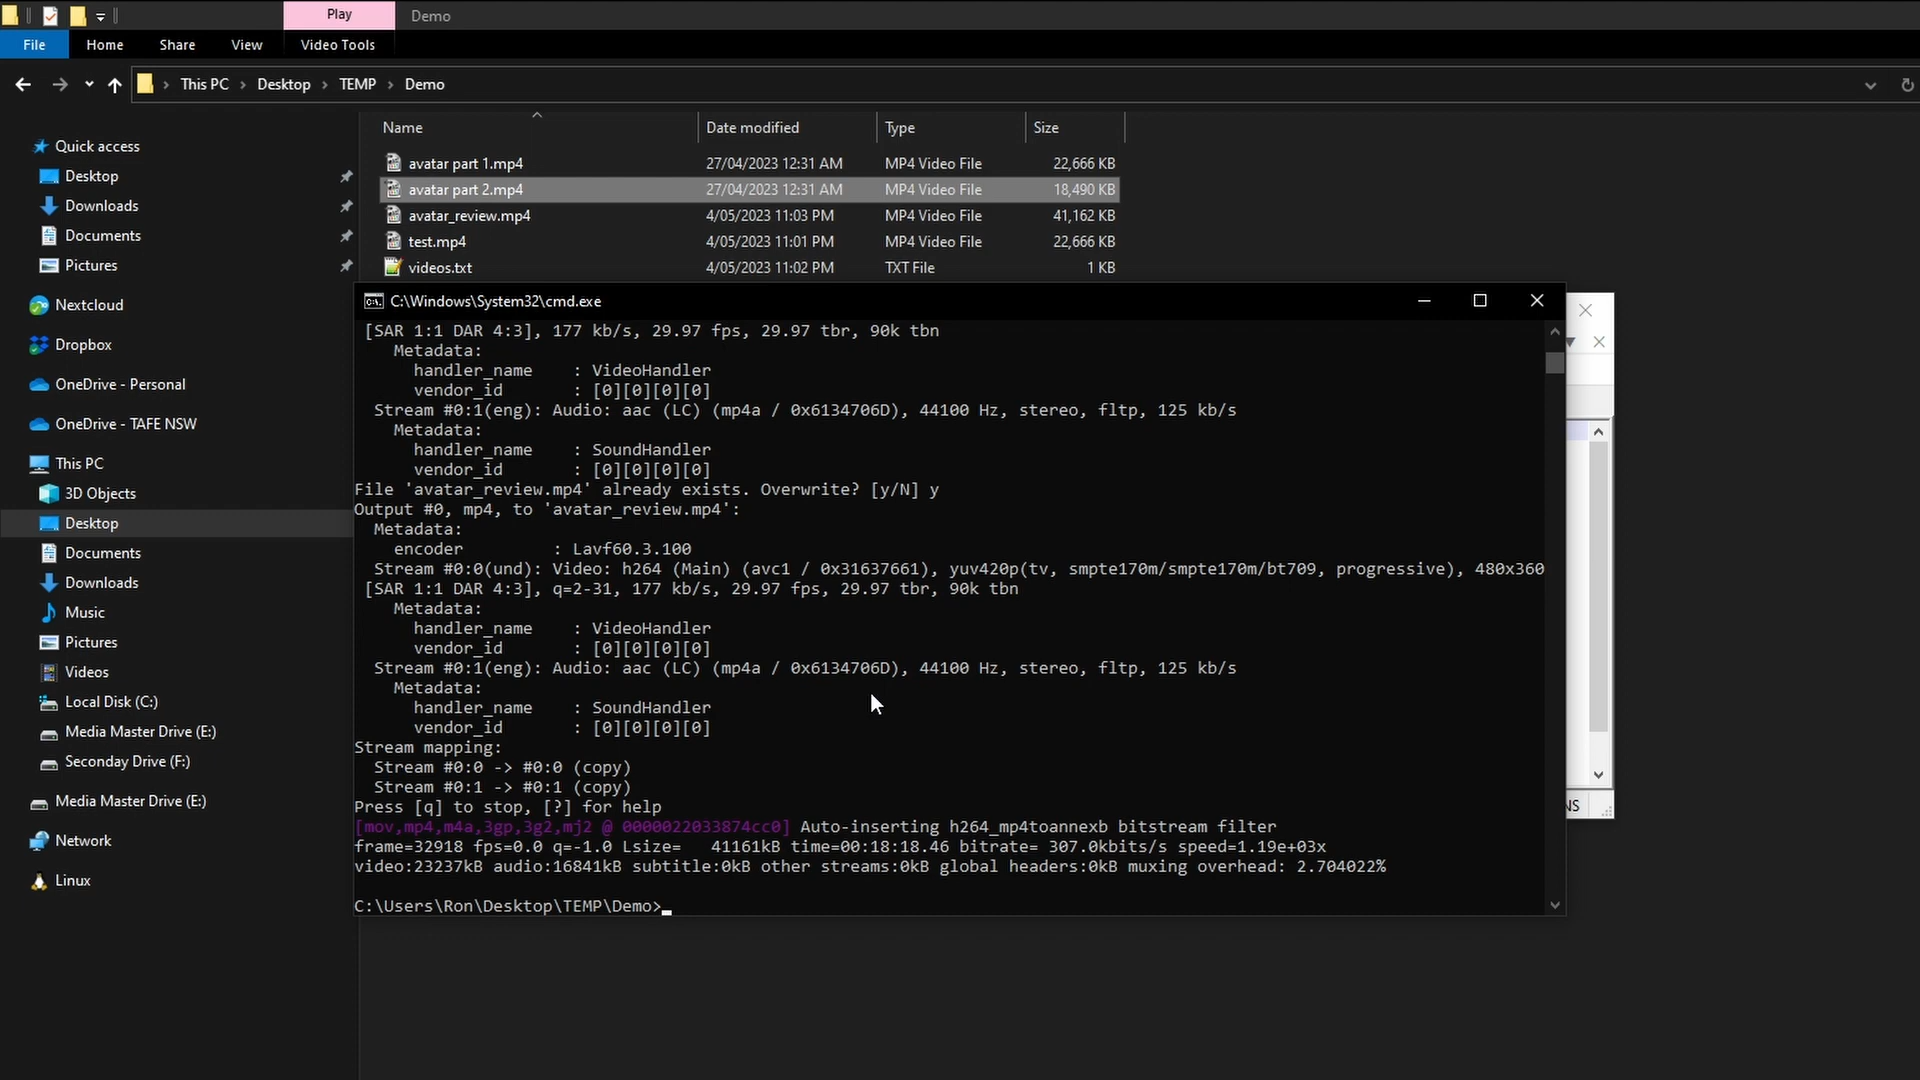 Play
Demo
File
Home
Share
View
Video Tools
This PC > Desktop > TEMP > Demo
Name
Date modified
Type
Size
avatar part 1.mp4
27/04/2023 12:31 AM
MP4 Video File
22,666 KB
avatar part 2.mp4
27/04/2023 12:31 AM
MP4 Video File
18,490 KB
avatar_review.mp4
4/05/2023 11:03 PM
MP4 Video File
41,162 KB
test.mp4
4/05/2023 11:01 PM
MP4 Video File
22,666 KB
videos.txt
4/05/2023 11:02 PM
TXT File
1 KB
Quick access
Desktop
Downloads
Documents
Pictures
Nextcloud
Dropbox
OneDrive - Personal
OneDrive - TAFE NSW
This PC
3D Objects
Desktop
Documents
Downloads
Music
Pictures
Videos
Local Disk (C:)
Media Master Drive (E:)
Seconday Drive (F:)
Media Master Drive (E:)
Network
Linux
C:\Windows\System32\cmd.exe
[SAR 1:1 DAR 4:3], 177 kb/s, 29.97 fps, 29.97 tbr, 90k tbn
Metadata:
handler_name    : VideoHandler
vendor_id       : [0][0][0][0]
Stream #0:1(eng): Audio: aac (LC) (mp4a / 0x6134706D), 44100 Hz, stereo, fltp, 125 kb/s
Metadata:
handler_name    : SoundHandler
vendor_id       : [0][0][0][0]
File 'avatar_review.mp4' already exists. Overwrite? [y/N] y
Output #0, mp4, to 'avatar_review.mp4':
Metadata:
encoder         : Lavf60.3.100
Stream #0:0(und): Video: h264 (Main) (avc1 / 0x31637661), yuv420p(tv, smpte170m/smpte170m/bt709, progressive), 480x360
[SAR 1:1 DAR 4:3], q=2-31, 177 kb/s, 29.97 fps, 29.97 tbr, 90k tbn
Metadata:
handler_name    : VideoHandler
vendor_id       : [0][0][0][0]
Stream #0:1(eng): Audio: aac (LC) (mp4a / 0x6134706D), 44100 Hz, stereo, fltp, 125 kb/s
Metadata:
handler_name    : SoundHandler
vendor_id       : [0][0][0][0]
Stream mapping:
Stream #0:0 -> #0:0 (copy)
Stream #0:1 -> #0:1 (copy)
Press [q] to stop, [?] for help
[mov,mp4,m4a,3gp,3g2,mj2 @ 0000022033874cc0] Auto-inserting h264_mp4toannexb bitstream filter
frame=32918 fps=0.0 q=-1.0 Lsize=   41161kB time=00:18:18.46 bitrate= 307.0kbits/s speed=1.19e+03x
video:23237kB audio:16841kB subtitle:0kB other streams:0kB global headers:0kB muxing overhead: 2.704022%
C:\Users\Ron\Desktop\TEMP\Demo>